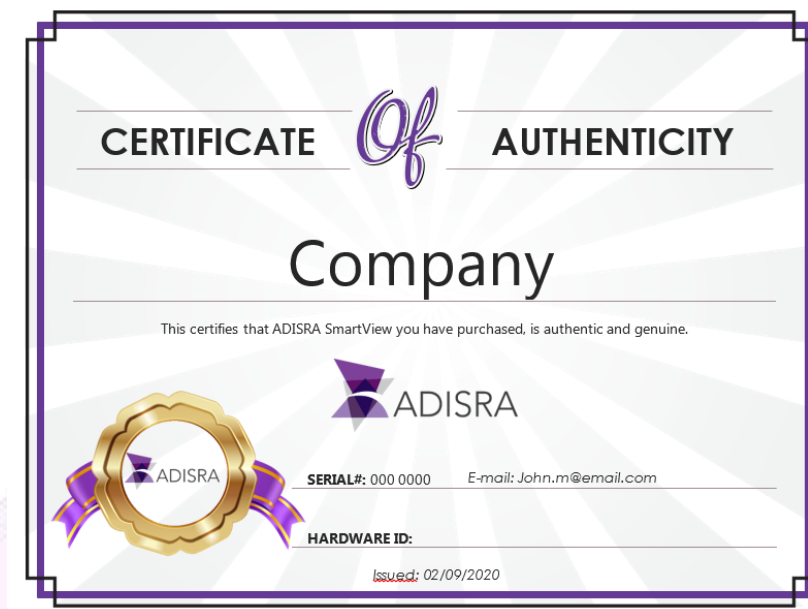 CERTIFICATE Of AUTHENTICITY
Company
This certifies that ADISRA SmartView you have purchased, is authentic and genuine.
ADISRA
ADISRA
SERIAL#: 000 0000 E-mail: John.m@email.com
HARDWARE ID:
Issued: 02/09/2020